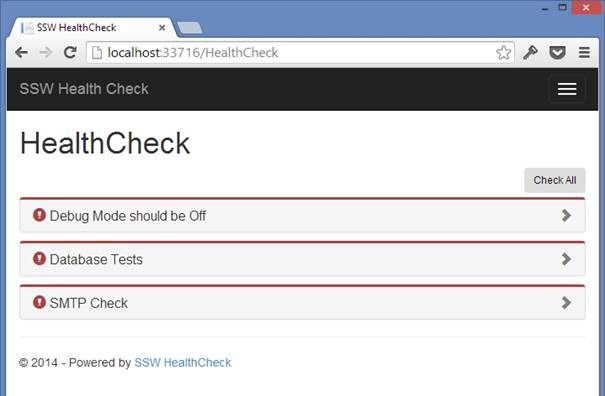 SSW HealthCheck
localhost:33716/HealthCheck
SSW Health Check
HealthCheck
Check All
Debug Mode should be Off
Database Tests
SMTP Check
© 2014 - Powered by SSW HealthCheck